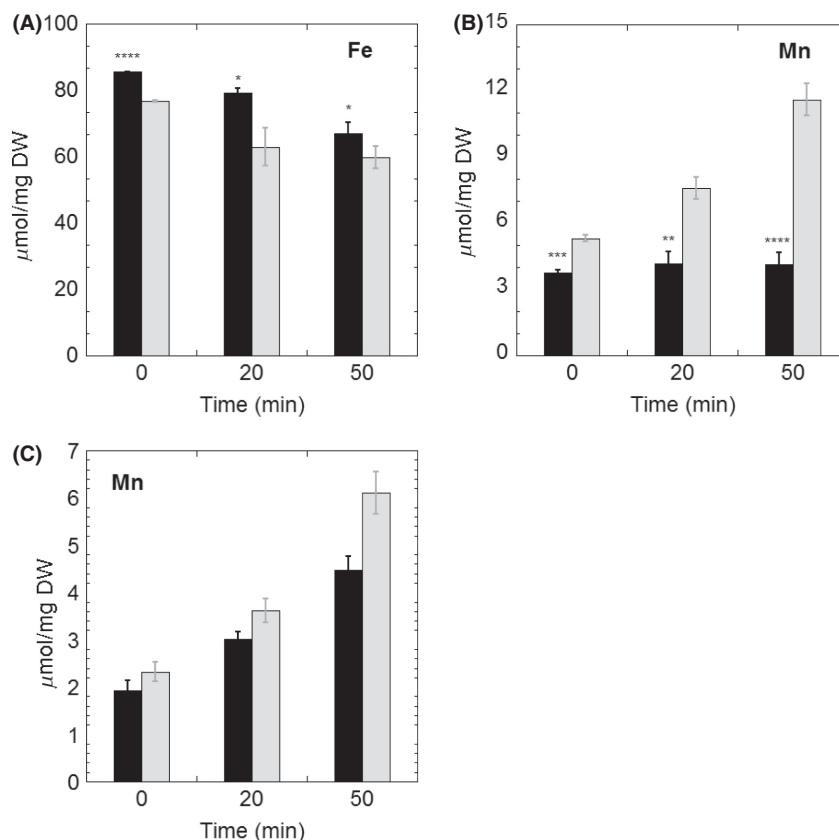 (A)
Fe
100
80
60
40
20
0
μmol/mg DW
****
*
*
0 20 50
Time (min)
(B)
Mn
15
12
9
6
3
0
μmol/mg DW
***
**
****
0 20 50
Time (min)
(C)
Mn
7
6
5
4
3
2
1
0
μmol/mg DW
0 20 50
Time (min)